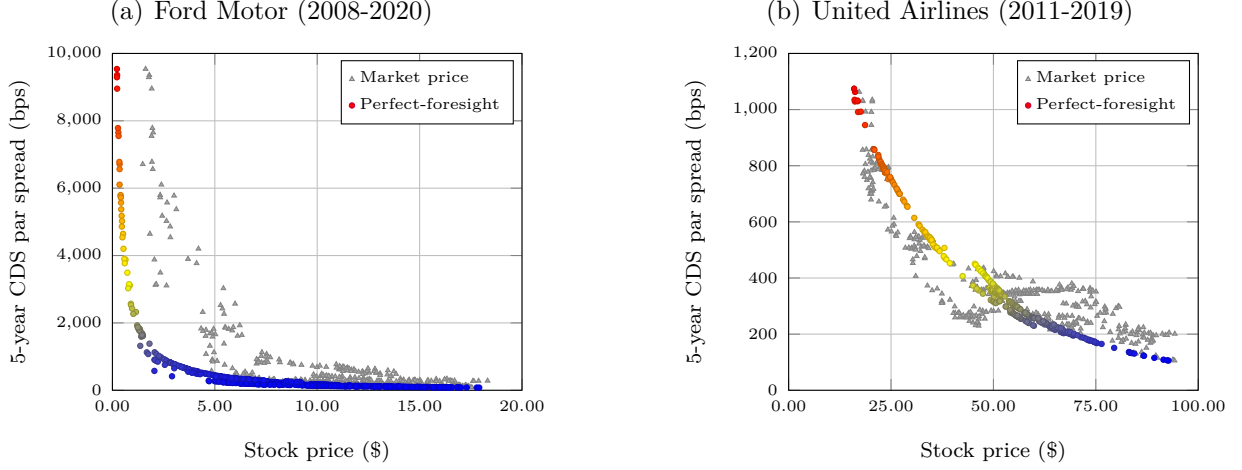 (a) Ford Motor (2008-2020)
5-year CDS par spread (bps)
10,000
8,000
6,000
4,000
2,000
0
0.00 5.00 10.00 15.00 20.00
Stock price ($)
Market price
Perfect-foresight
(b) United Airlines (2011-2019)
5-year CDS par spread (bps)
1,200
1,000
800
600
400
200
0
0.00 25.00 50.00 75.00 100.00
Stock price ($)
Market price
Perfect-foresight